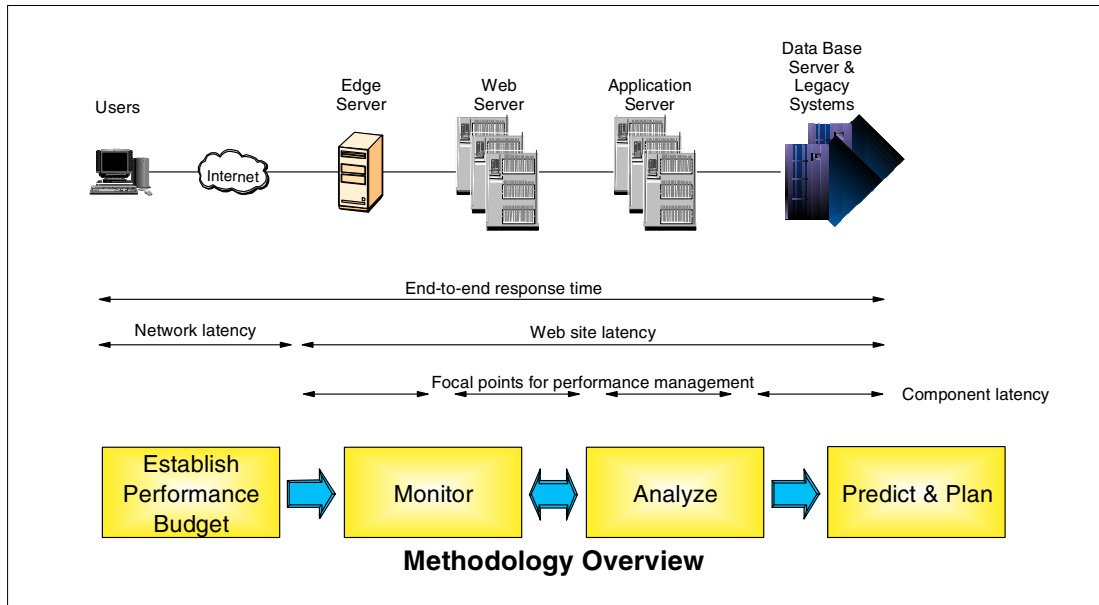 Users
Edge
Server
Web
Server
Application
Server
Data Base
Server &
Legacy
Systems
Internet
End-to-end response time
Network latency
Web site latency
Focal points for performance management
Component latency
Establish
Performance
Budget
Monitor
Analyze
Predict & Plan
Methodology Overview